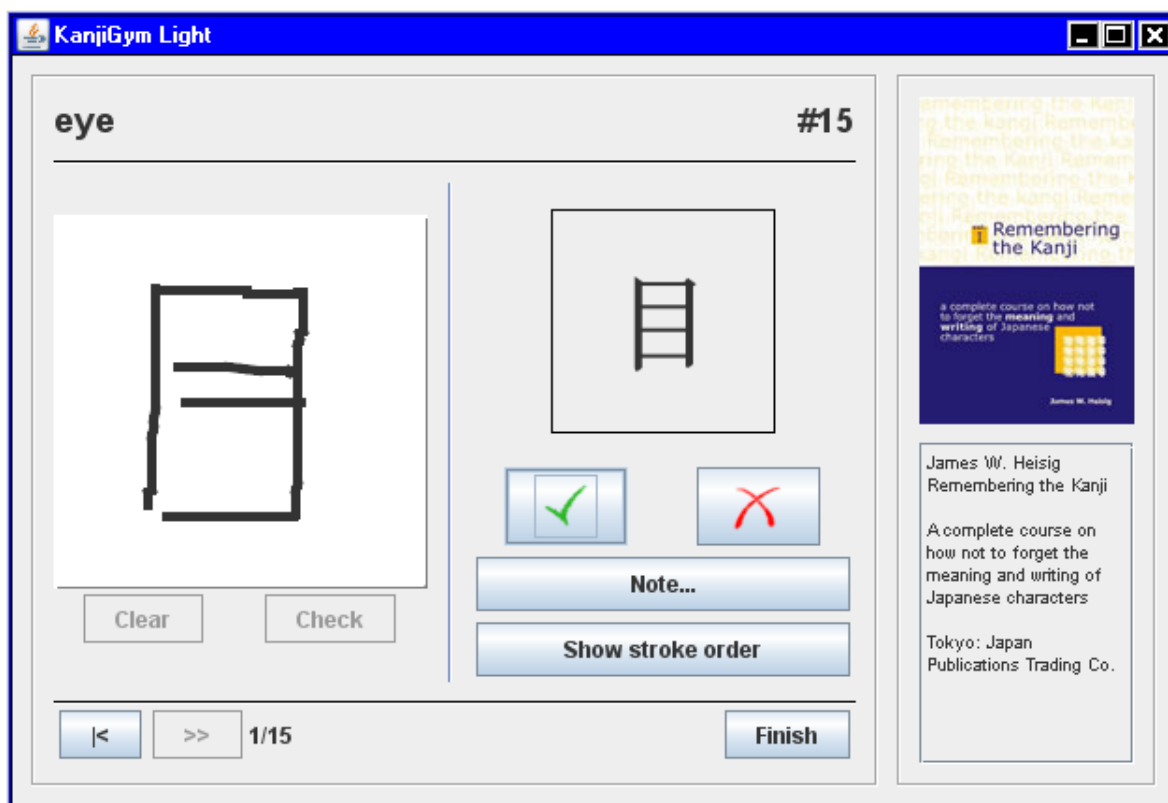 KanjiGym Light
eye
#15
目
目
Clear
Check
Note...
Show stroke order
|<
>>
1/15
Finish
Remembering
the Kanji
a complete course on how not
to forget the meaning and
writing of Japanese
characters
James W. Heisig
James W. Heisig
Remembering the Kanji
A complete course on
how not to forget the
meaning and writing of
Japanese characters
Tokyo: Japan
Publications Trading Co.